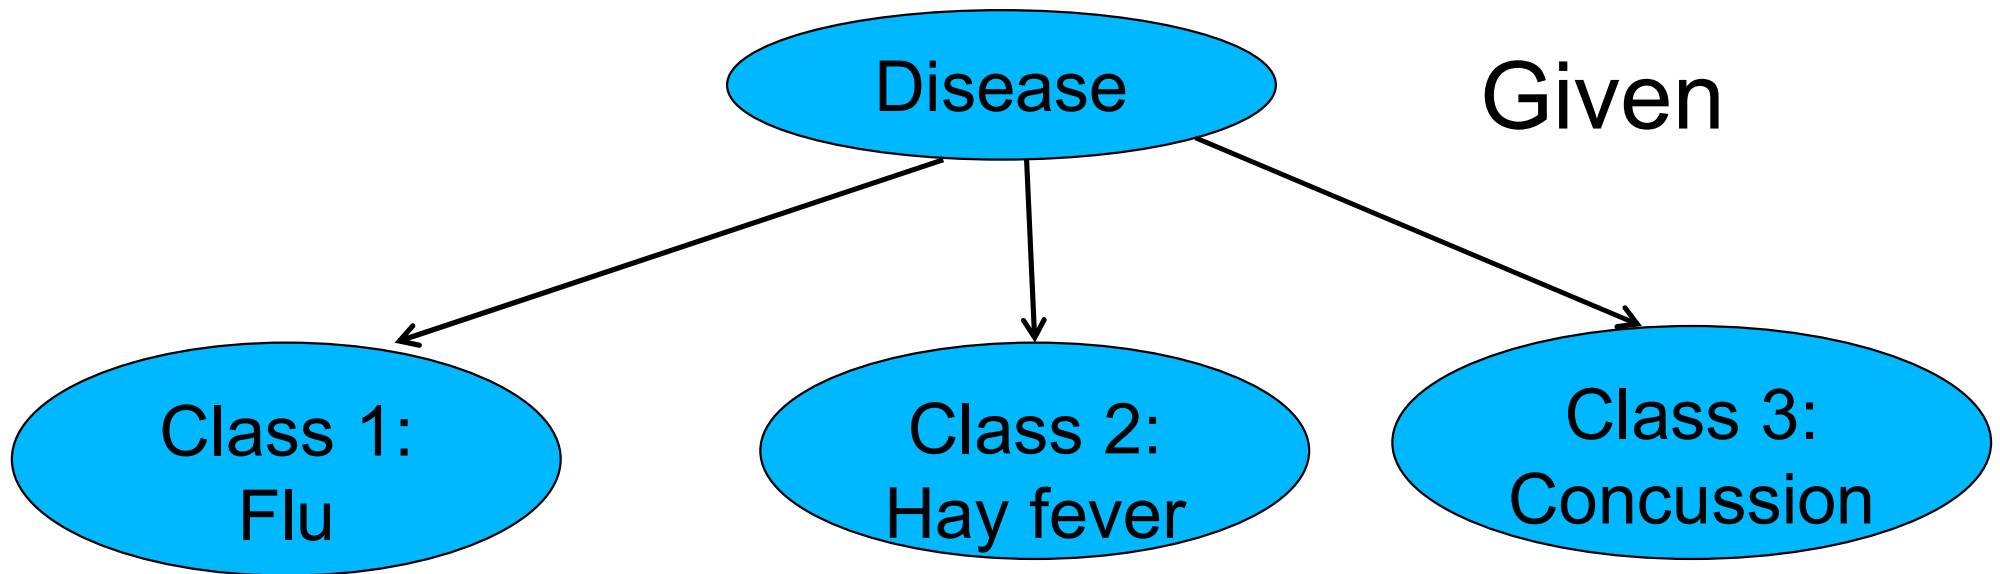 Disease
Given
Class 1:
Flu
Class 2:
Hay fever
Class 3:
Concussion